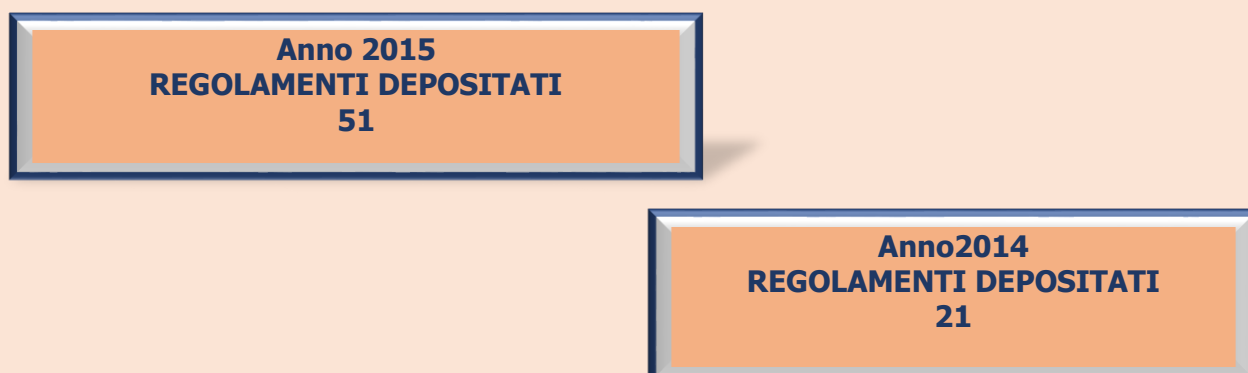 Anno 2015
REGOLAMENTI DEPOSITATI
51
Anno2014
REGOLAMENTI DEPOSITATI
21